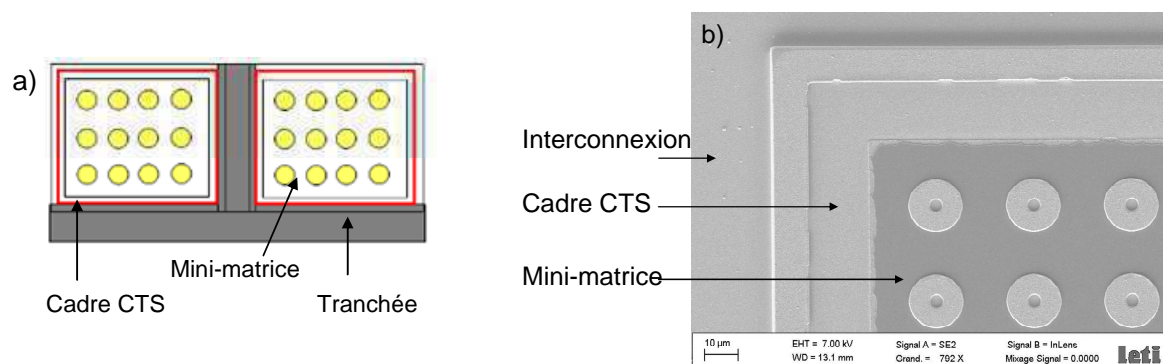 a)
Mini-matrice
Cadre CTS
Tranchée
b)
Interconnexion
Cadre CTS
Mini-matrice
10 µm
EHT = 7.00 kV
WD = 13.1 mm
Signal A = SE2
Grand. = 792 X
Signal B = InLens
Mixage Signal = 0.0000
leti